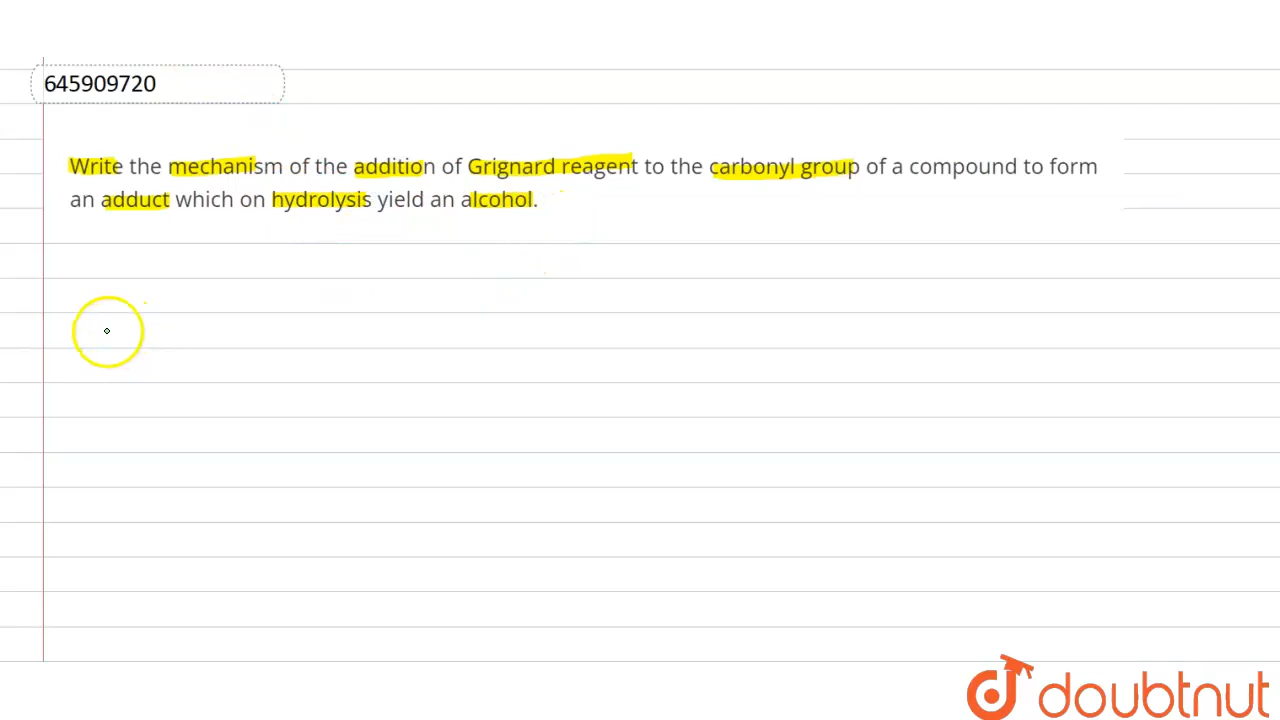 645909720
Write the mechanism of the addition of Grignard reagent to the carbonyl group of a compound to form
an adduct which on hydrolysis yield an alcohol.
doubtnut